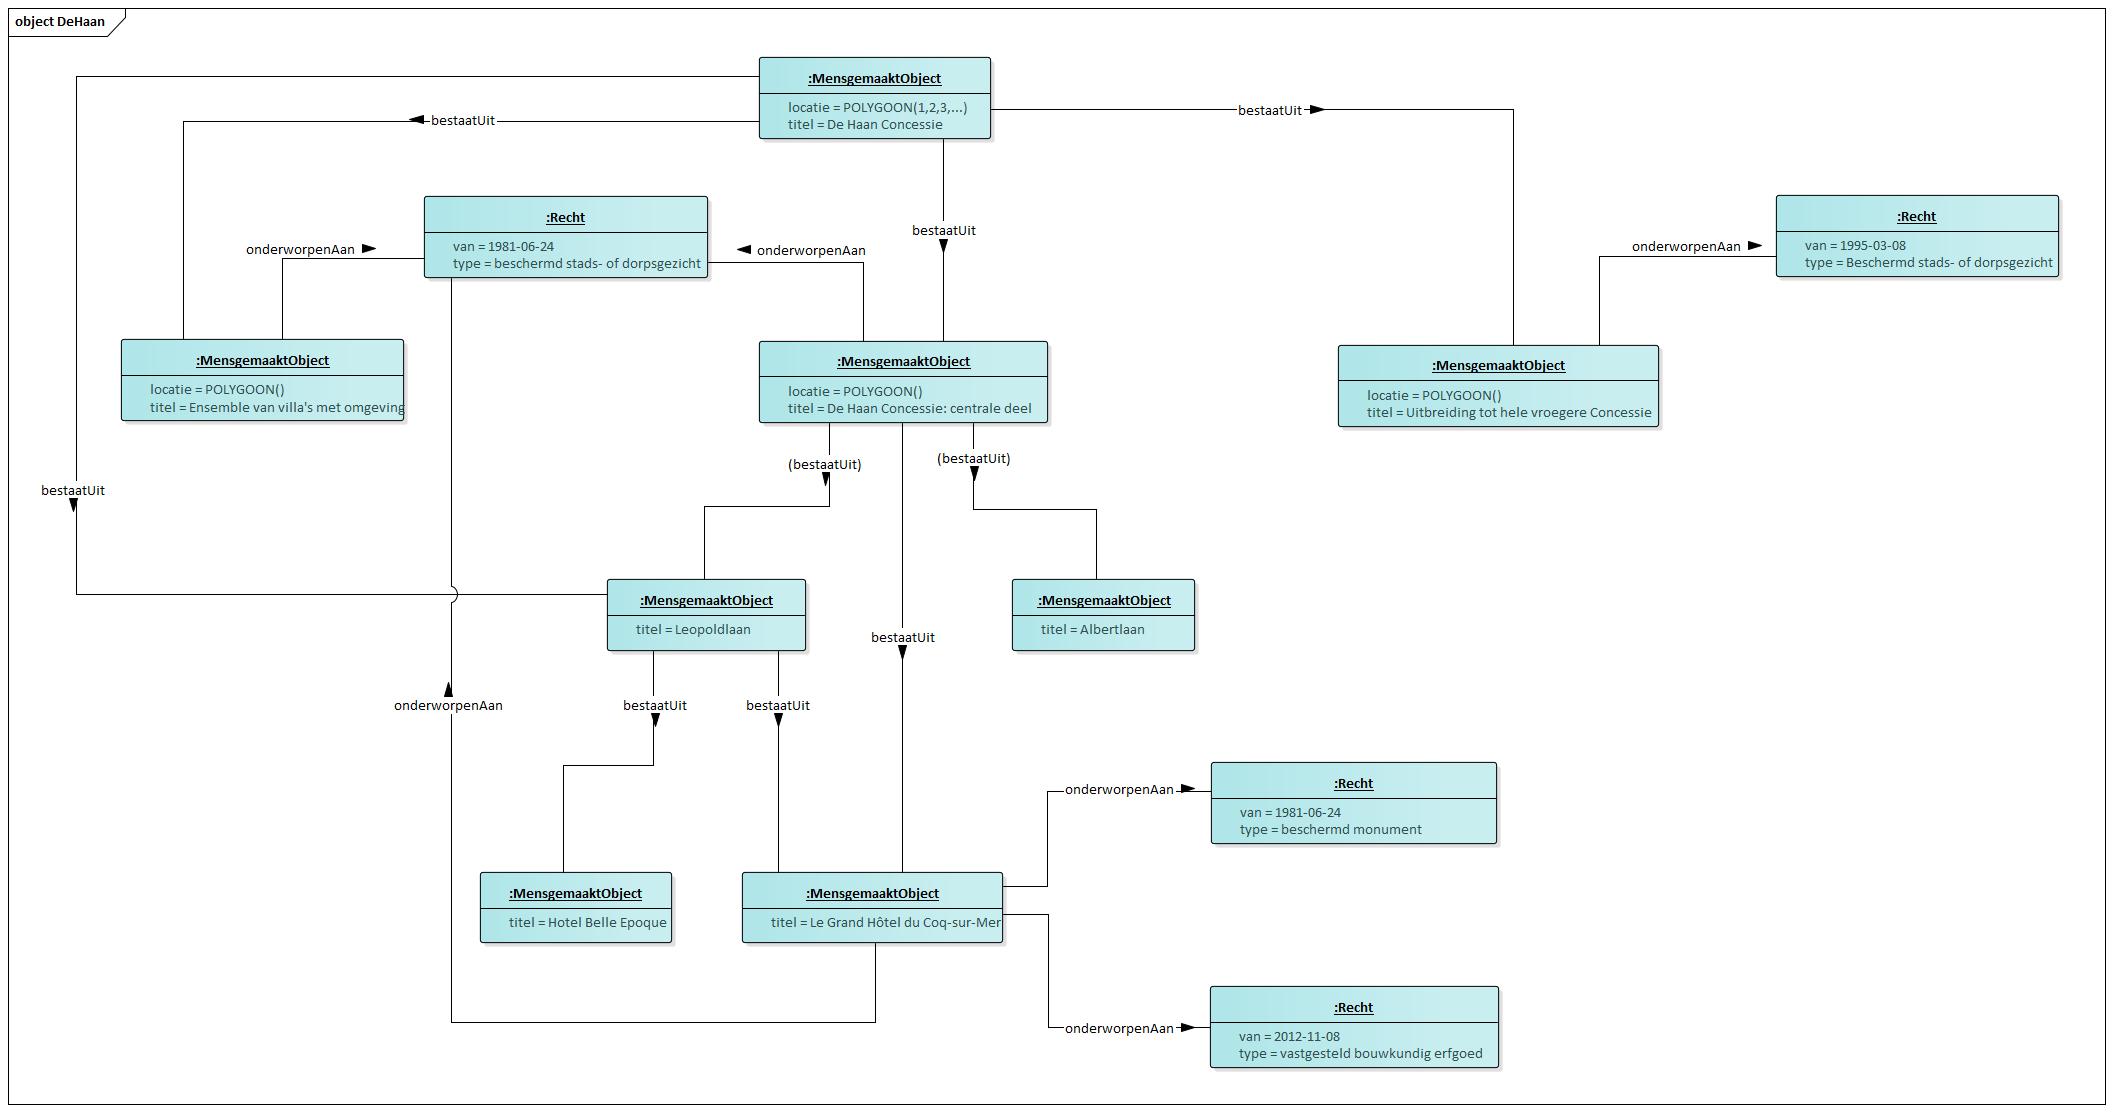 object DeHaan
:MensgemaaktObject
locatie = POLYGOON(1,2,3,...)
titel = De Haan Concessie
bestaatUit
bestaatUit
bestaatUit
:Recht
van = 1981-06-24
type = beschermd stads- of dorpsgezicht
:Recht
van = 1995-03-08
type = Beschermd stads- of dorpsgezicht
onderworpenAan
onderworpenAan
onderworpenAan
:MensgemaaktObject
locatie = POLYGOON()
titel = Ensemble van villa's met omgeving
:MensgemaaktObject
locatie = POLYGOON()
titel = De Haan Concessie: centrale deel
:MensgemaaktObject
locatie = POLYGOON()
titel = Uitbreiding tot hele vroegere Concessie
(bestaatUit)
(bestaatUit)
bestaatUit
:MensgemaaktObject
titel = Leopoldlaan
:MensgemaaktObject
titel = Albertlaan
bestaatUit
onderworpenAan
bestaatUit
bestaatUit
:Recht
van = 1981-06-24
type = beschermd monument
onderworpenAan
:MensgemaaktObject
titel = Hotel Belle Epoque
:MensgemaaktObject
titel = Le Grand Hôtel du Coq-sur-Mer
:Recht
van = 2012-11-08
type = vastgesteld bouwkundig erfgoed
onderworpenAan